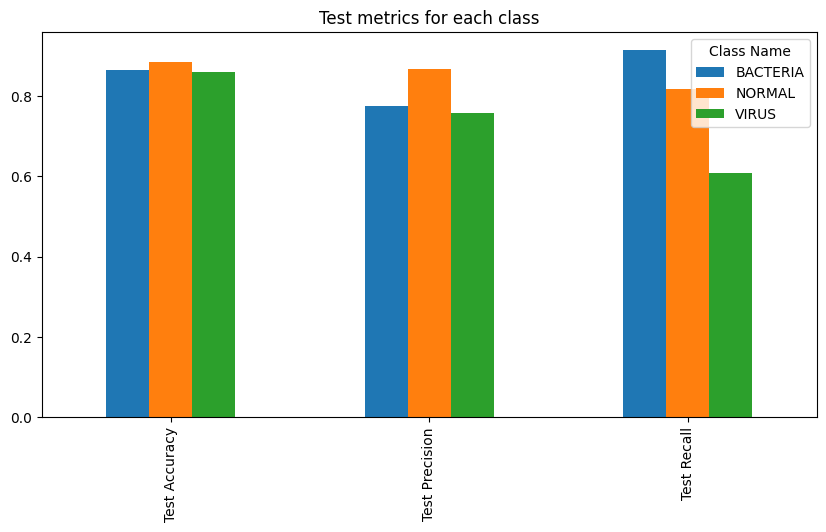 Test metrics for each class
Class Name
BACTERIA
NORMAL
VIRUS
0.8
0.6
0.4
0.2
0.0
Test Accuracy
Test Precision
Test Recall